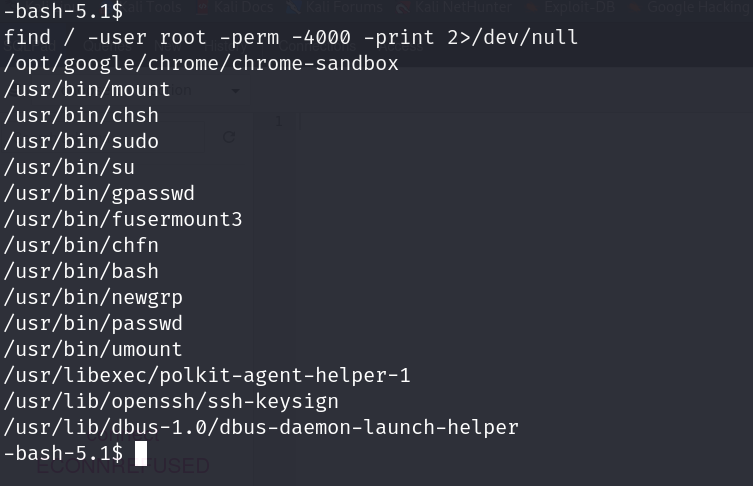 -bash-5.1$
find / -user root -perm -4000 -print 2>/dev/null
/opt/google/chrome/chrome-sandbox
/usr/bin/mount
/usr/bin/chsh
/usr/bin/sudo
/usr/bin/su
/usr/bin/gpasswd
/usr/bin/fusermount3
/usr/bin/chfn
/usr/bin/bash
/usr/bin/newgrp
/usr/bin/passwd
/usr/bin/umount
/usr/libexec/polkit-agent-helper-1
/usr/lib/openssh/ssh-keysign
/usr/lib/dbus-1.0/dbus-daemon-launch-helper
-bash-5.1$